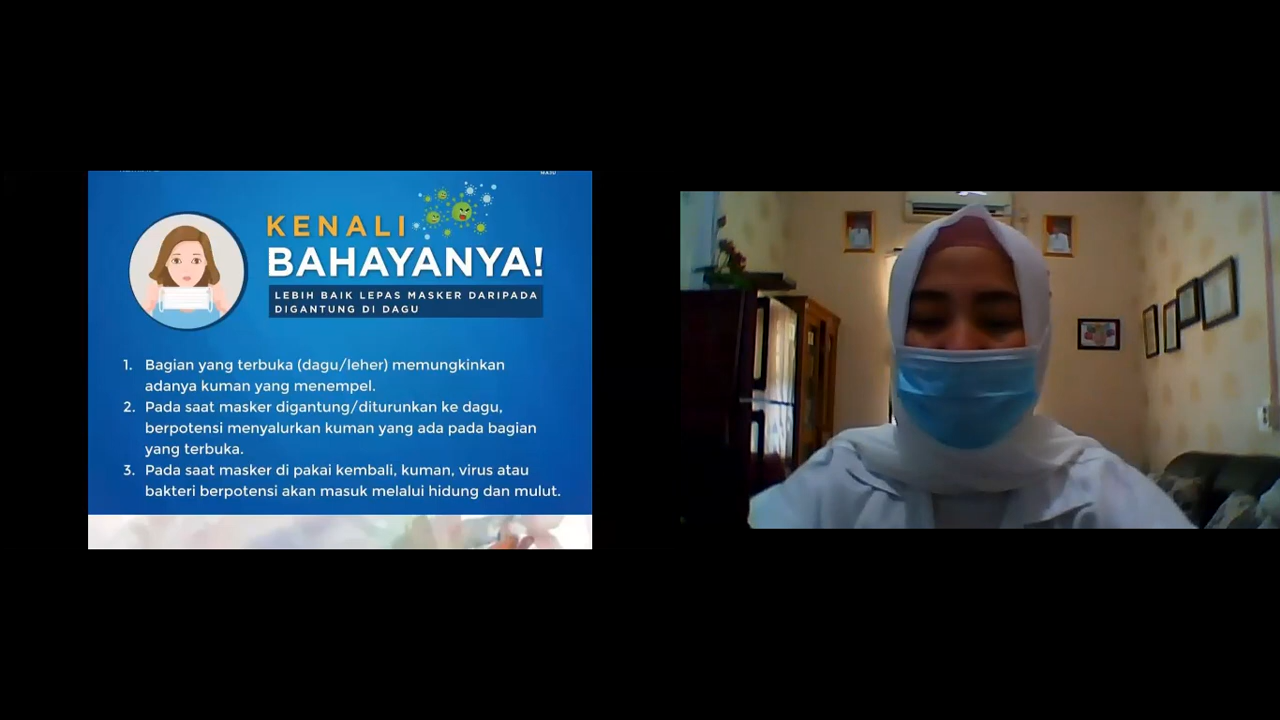 KENALI
BAHAYANYA!
LEBIH BAIK LEPAS MASKER DARIPADA
DIGANTUNG DI DAGU
1. Bagian yang terbuka (dagu/leher) memungkinkan
adanya kuman yang menempel.
2. Pada saat masker digantung/diturunkan ke dagu,
berpotensi menyalurkan kuman yang ada pada bagian
yang terbuka.
3. Pada saat masker di pakai kembali, kuman, virus atau
bakteri berpotensi akan masuk melalui hidung dan mulut.